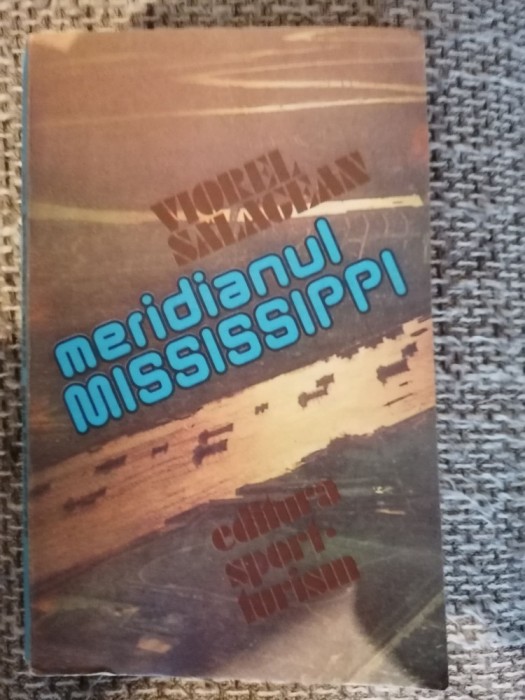 VIOREL
SALAGEAN
meridianul
MISSISSIPPI
editura
sport-
turism